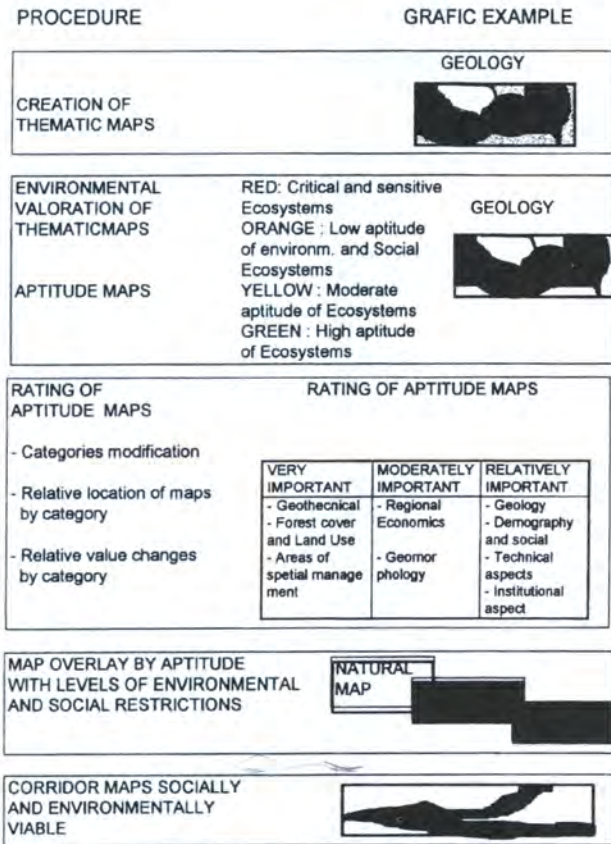 PROCEDURE
GRAFIC EXAMPLE
GEOLOGY
CREATION OF
THEMATIC MAPS
ENVIRONMENTAL
VALORATION OF
THEMATICMAPS
APTITUDE MAPS
RED: Critical and sensitive
Ecosystems
ORANGE : Low aptitude
of environm. and Social
Ecosystems
YELLOW : Moderate
aptitude of Ecosystems
GREEN : High aptitude
of Ecosystems
GEOLOGY
RATING OF
APTITUDE MAPS
- Categories modification
- Relative location of maps
by category
- Relative value changes
by category
RATING OF APTITUDE MAPS
VERY
IMPORTANT
- Geothecnical
- Forest cover
and Land Use
- Areas of
spetial manage
ment
MODERATELY
IMPORTANT
- Regional
Economics
- Geomor
phology
RELATIVELY
IMPORTANT
- Geology
- Demography
and social
- Technical
aspects
- Institutional
aspect
MAP OVERLAY BY APTITUDE
WITH LEVELS OF ENVIRONMENTAL
AND SOCIAL RESTRICTIONS
NATURAL
MAP
CORRIDOR MAPS SOCIALLY
AND ENVIRONMENTALLY
VIABLE